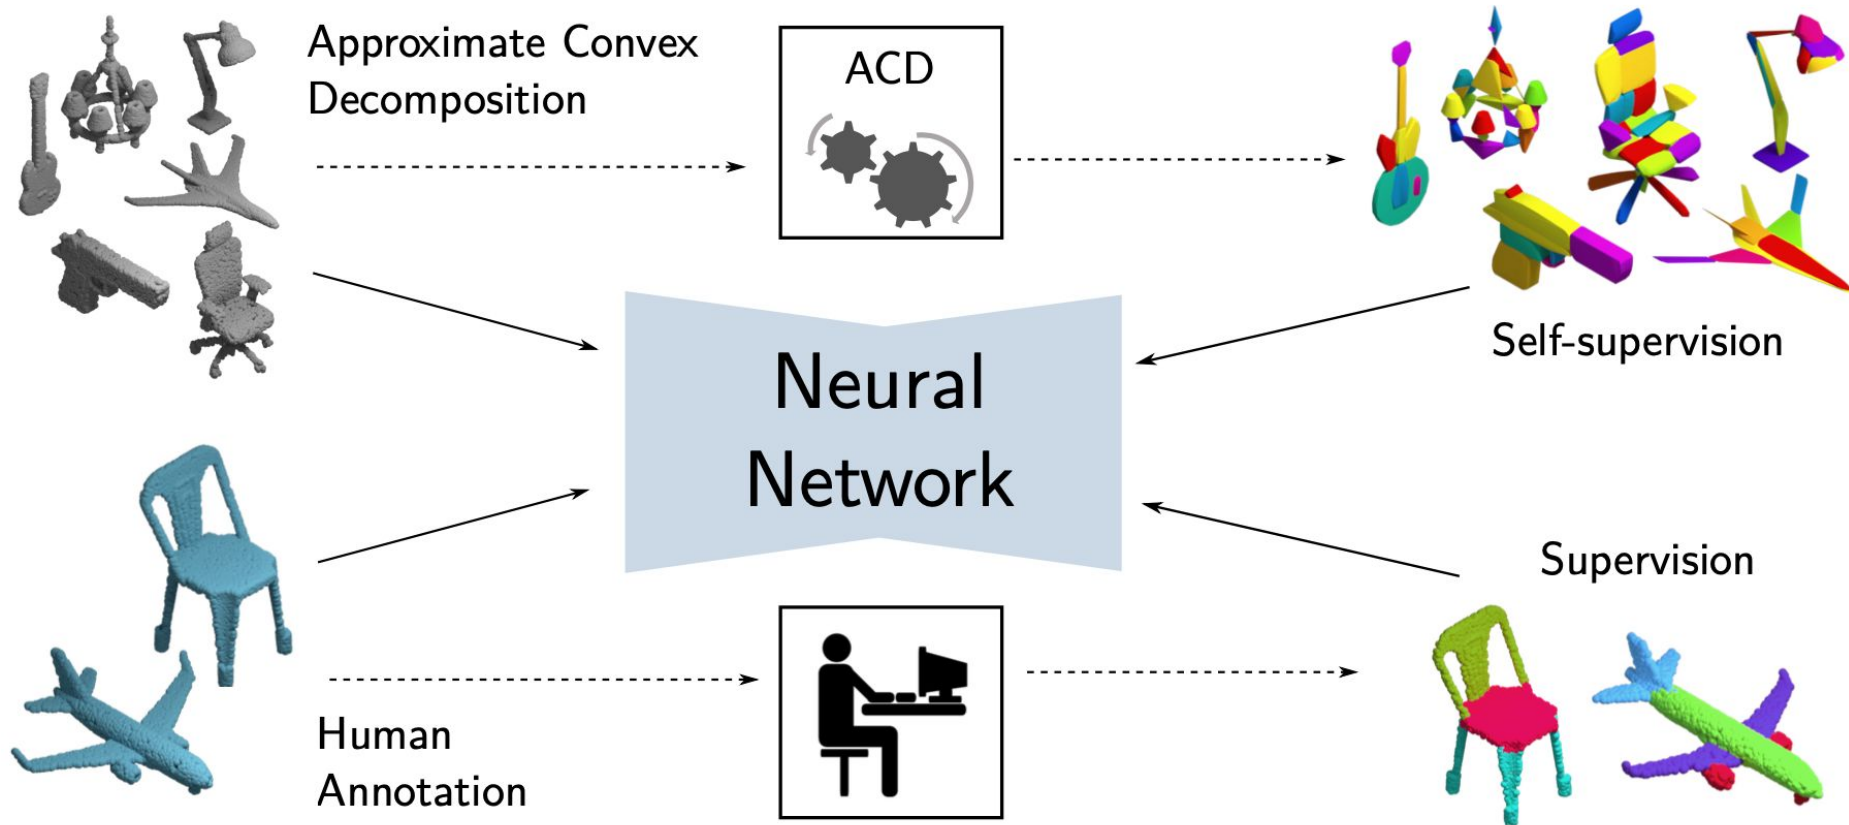 Approximate Convex
Decomposition
ACD
Self-supervision
Neural
Network
Supervision
Human
Annotation